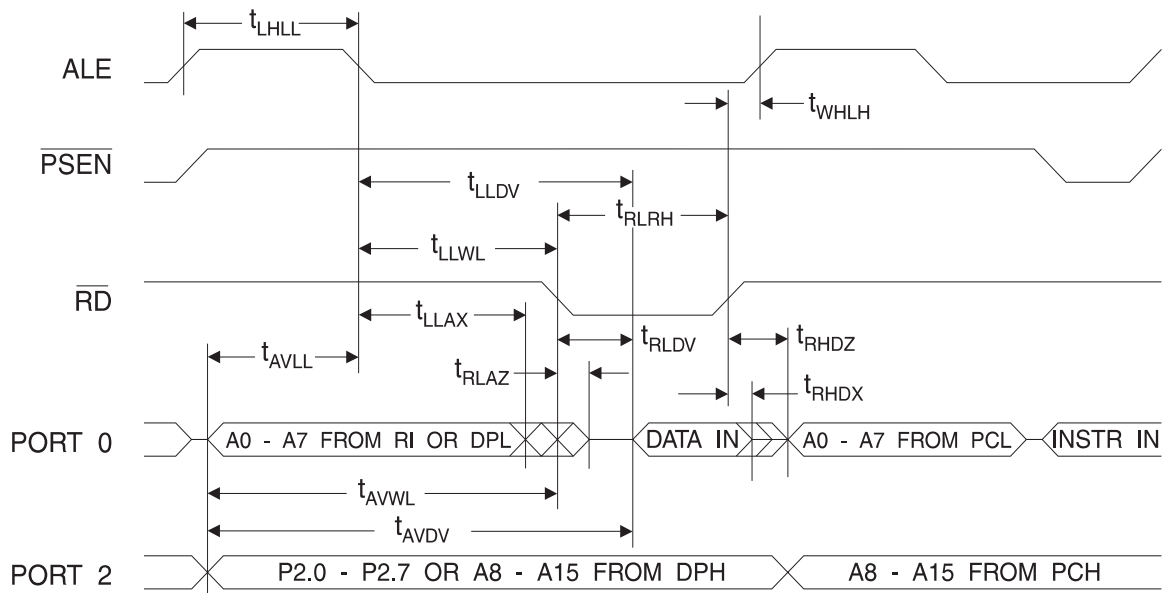 tLHLL
ALE
tWHLH
PSEN
tLLDV
tRLRH
tLLWL
RD
tLLAX
tRLDV
tRHDZ
tAVLL
tRLAZ
tRHDX
PORT 0
A0 - A7 FROM RI OR DPL
DATA IN
A0 - A7 FROM PCL
INSTR IN
tAVWL
tAVDV
PORT 2
P2.0 - P2.7 OR A8 - A15 FROM DPH
A8 - A15 FROM PCH